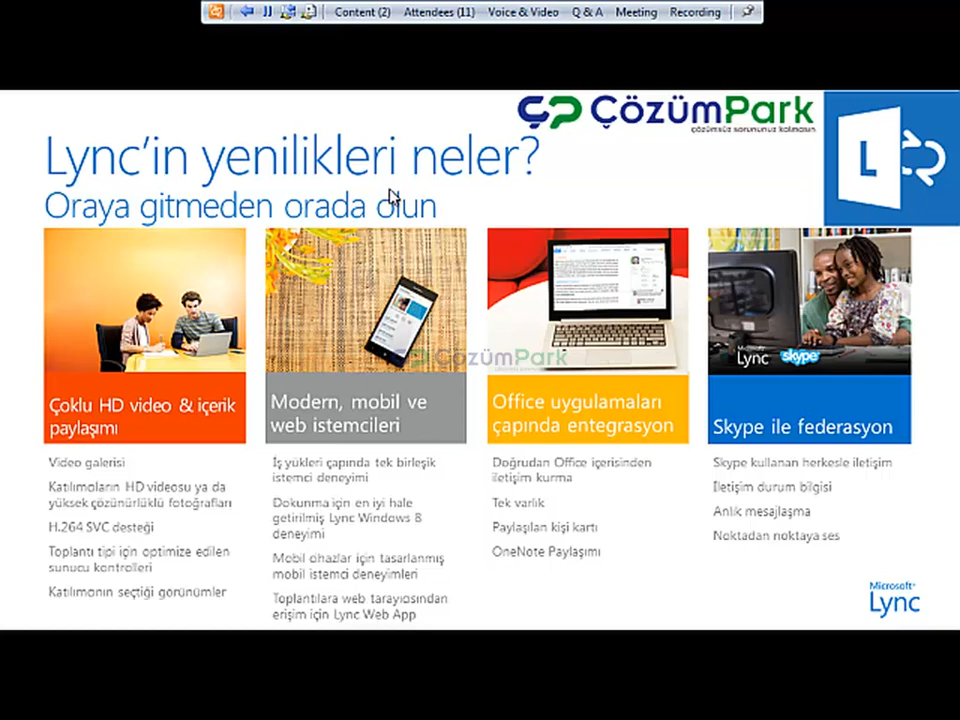 Content (2) Attendees (11) Voice & Video Q & A Meeting Recording
ÇP ÇözümPark
çözümsüz sorununuz kalmasın
Lync'in yenilikleri neler?
Oraya gitmeden orada olun
L
Çoklu HD video & içerik
paylaşımı
Video galerisi
Katılımcıların HD videosu ya da
yüksek çözünürlüklü fotoğrafları
H.264 SVC desteği
Toplantı tipi için optimize edilen
sunucu kontrolleri
Katılımcının seçtiği görünümler
Modern, mobil ve
web istemcileri
İş yükleri çapında tek birleşik
istemci deneyimi
Dokunma için en iyi hale
getirilmiş Lync Windows 8
deneyimi
Mobil cihazlar için tasarlanmış
mobil istemci deneyimleri
Toplantılara web tarayıcısından
erişim için Lync Web App
Office uygulamaları
çapında entegrasyon
Doğrudan Office içerisinden
iletişim kurma
Tek varlık
Paylaşılan kişi kartı
OneNote Paylaşımı
Microsoft
Lync skype
Skype ile federasyon
Skype kullanan herkesle iletişim
İletişim durum bilgisi
Anlık mesajlaşma
Noktadan noktaya ses
ÇözümPark
Microsoft®
Lync